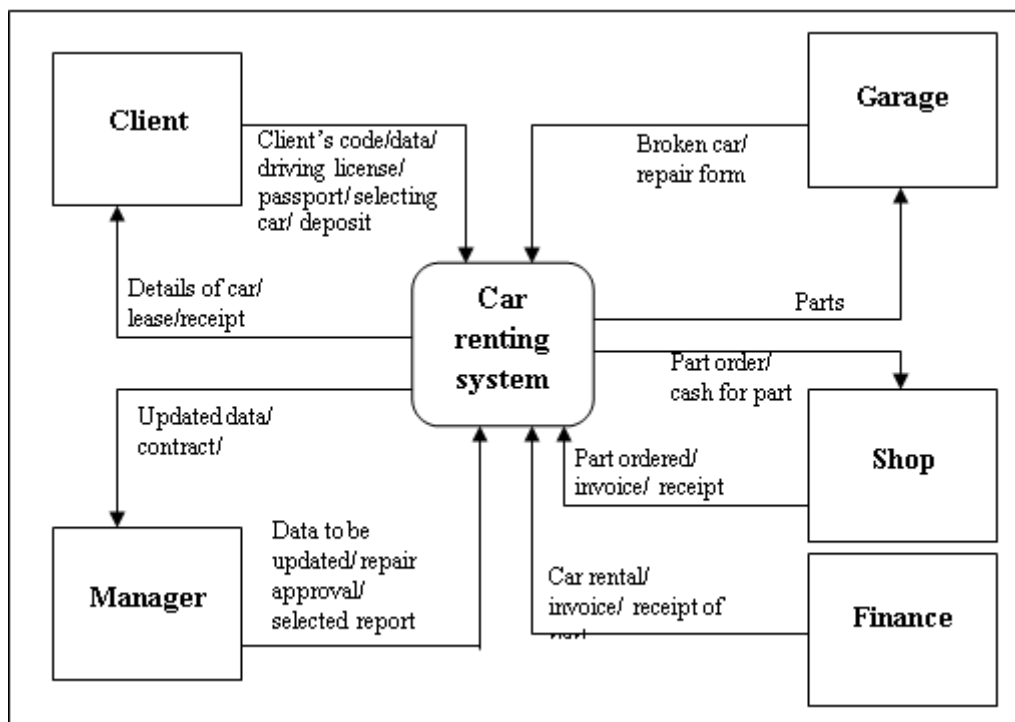 Client
Client's code/data/
driving license/
passport/ selecting
car/ deposit
Garage
Broken car/
repair form
Details of car/
lease/receipt
Car
renting
system
Parts
Part order/
cash for part
Updated data/
contract/
Shop
Part ordered/
invoice/ receipt
Manager
Data to be
updated/ repair
approval/
selected report
Car rental/
invoice/ receipt of
Finance